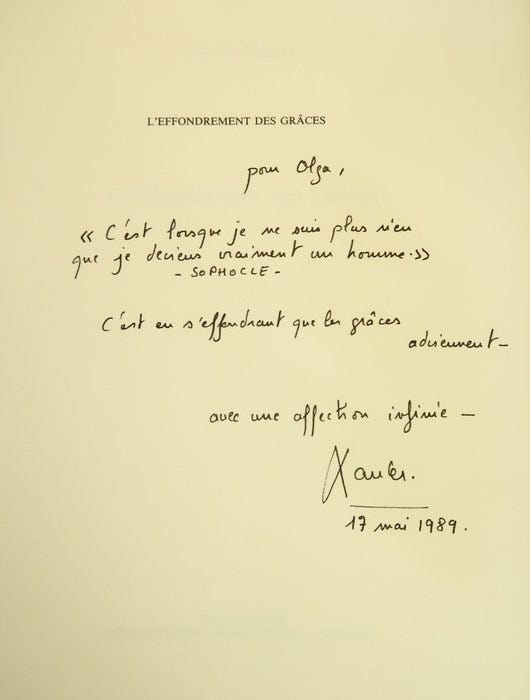 L'EFFONDREMENT DES GRÂCES
pour Olga,
« C'est lorsque je ne suis plus rien
que je deviens vraiment un homme. »
- SOPHOCLE -
C'est en s'effondrant que les grâces
adviennent –
avec une affection infinie –
Xavier.
17 mai 1989.